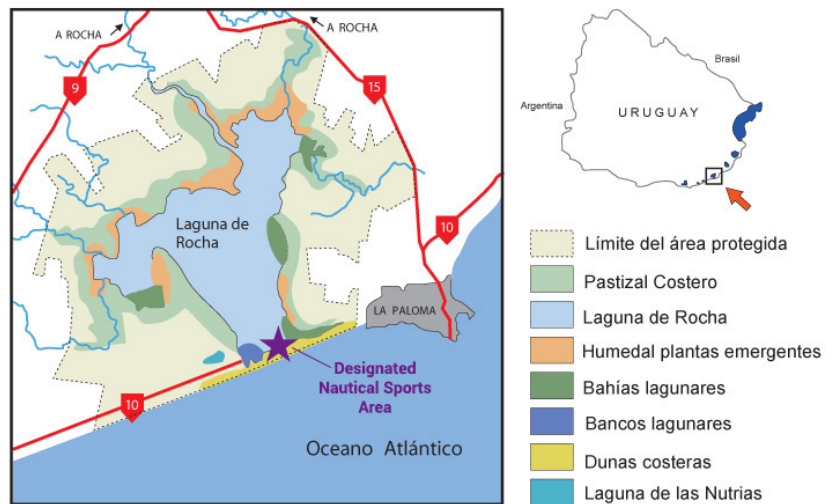 A ROCHA
A ROCHA
9
15
Laguna de
Rocha
10
LA PALOMA
Designated
Nautical Sports
Area
10
Oceano Atlántico
Brasil
Argentina
URUGUAY
Límite del área protegida
Pastizal Costero
Laguna de Rocha
Humedal plantas emergentes
Bahías lagunares
Bancos lagunares
Dunas costeras
Laguna de las Nutrias